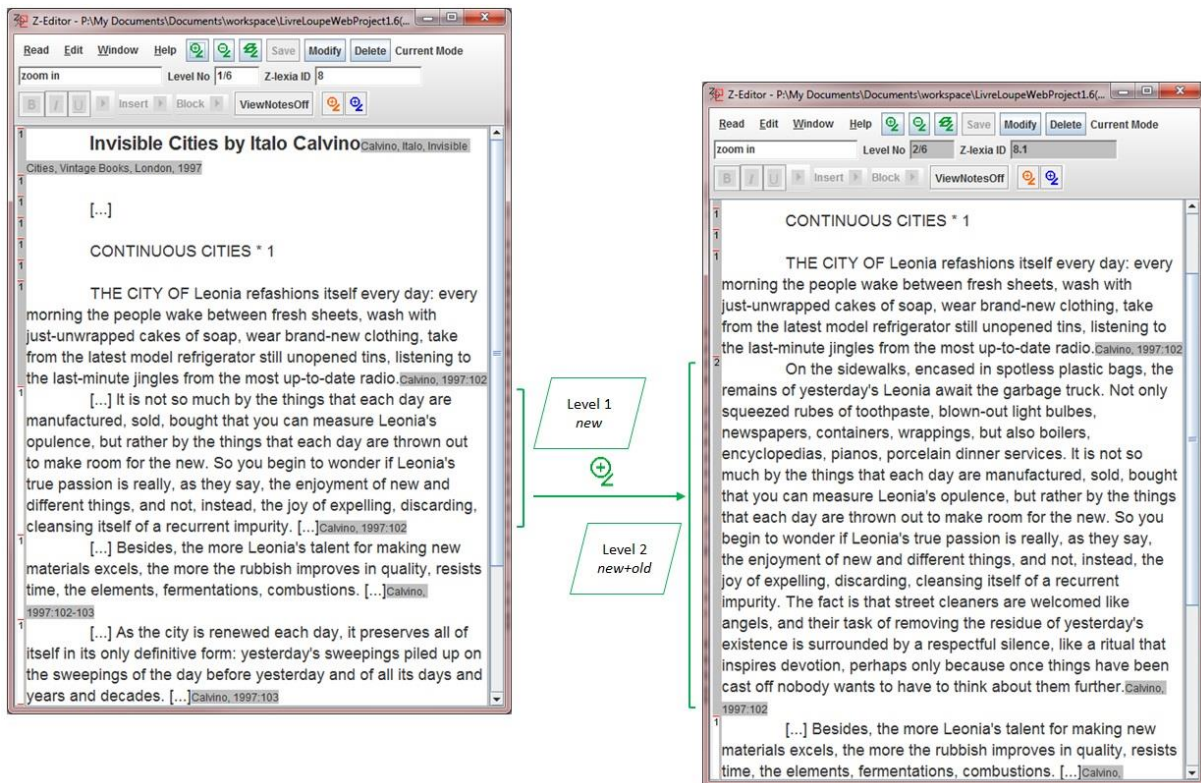 Z-Editor - P:\My Documents\Documents\workspace\LivreLoupeWebProject1.6(...
Read Edit Window Help Save Modify Delete Current Mode
zoom in Level No 1/6 Z-lexia ID 8
B I U Insert Block ViewNotesOff
1 Invisible Cities by Italo Calvino Calvino, Italo, Invisible
Cities, Vintage Books, London, 1997
1
1 [...]
1
1 CONTINUOUS CITIES * 1
1
1 THE CITY OF Leonia refashions itself every day: every
morning the people wake between fresh sheets, wash with
just-unwrapped cakes of soap, wear brand-new clothing, take
from the latest model refrigerator still unopened tins, listening to
the last-minute jingles from the most up-to-date radio. Calvino, 1997:102
1 [...] It is not so much by the things that each day are
manufactured, sold, bought that you can measure Leonia's
opulence, but rather by the things that each day are thrown out
to make room for the new. So you begin to wonder if Leonia's
true passion is really, as they say, the enjoyment of new and
different things, and not, instead, the joy of expelling, discarding,
cleansing itself of a recurrent impurity. [...] Calvino, 1997:102
1 [...] Besides, the more Leonia's talent for making new
materials excels, the more the rubbish improves in quality, resists
time, the elements, fermentations, combustions. [...] Calvino,
1997:102-103
1 [...] As the city is renewed each day, it preserves all of
itself in its only definitive form: yesterday's sweepings piled up on
the sweepings of the day before yesterday and of all its days and
years and decades. [...] Calvino, 1997:103
Level 1
new
Level 2
new+old
Z-Editor - P:\My Documents\Documents\workspace\LivreLoupeWebProject1.6(...
Read Edit Window Help Save Modify Delete Current Mode
zoom in Level No 2/6 Z-lexia ID 8.1
B I U Insert Block ViewNotesOff
1 CONTINUOUS CITIES * 1
1
1 THE CITY OF Leonia refashions itself every day: every
morning the people wake between fresh sheets, wash with
just-unwrapped cakes of soap, wear brand-new clothing, take
from the latest model refrigerator still unopened tins, listening to
the last-minute jingles from the most up-to-date radio. Calvino, 1997:102
2 On the sidewalks, encased in spotless plastic bags, the
remains of yesterday's Leonia await the garbage truck. Not only
squeezed rubes of toothpaste, blown-out light bulbes,
newspapers, containers, wrappings, but also boilers,
encyclopedias, pianos, porcelain dinner services. It is not so
much by the things that each day are manufactured, sold, bought
that you can measure Leonia's opulence, but rather by the things
that each day are thrown out to make room for the new. So you
begin to wonder if Leonia's true passion is really, as they say,
the enjoyment of new and different things, and not, instead, the
joy of expelling, discarding, cleansing itself of a recurrent
impurity. The fact is that street cleaners are welcomed like
angels, and their task of removing the residue of yesterday's
existence is surrounded by a respectful silence, like a ritual that
inspires devotion, perhaps only because once things have been
cast off nobody wants to have to think about them further. Calvino,
1997:102
1 [...] Besides, the more Leonia's talent for making new
materials excels, the more the rubbish improves in quality, resists
time, the elements, fermentations, combustions. [...] Calvino,